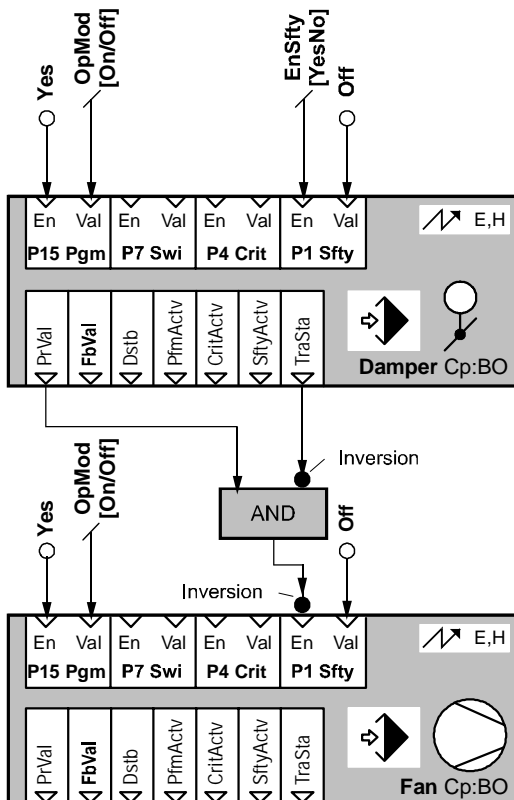 Yes
OpMod
[On/Off]
EnSfty
[YesNo]
Off
En Val En Val En Val En Val
P15 Pgm P7 Swi P4 Crit P1 Sfty
E,H
PrVal
FbVal
Dstb
PfmActv
CritActv
SftyActv
TraSta
Damper Cp:BO
Inversion
AND
Yes
OpMod
[On/Off]
Off
Inversion
En Val En Val En Val En Val
P15 Pgm P7 Swi P4 Crit P1 Sfty
E,H
PrVal
FbVal
Dstb
PfmActv
CritActv
SftyActv
TraSta
Fan Cp:BO